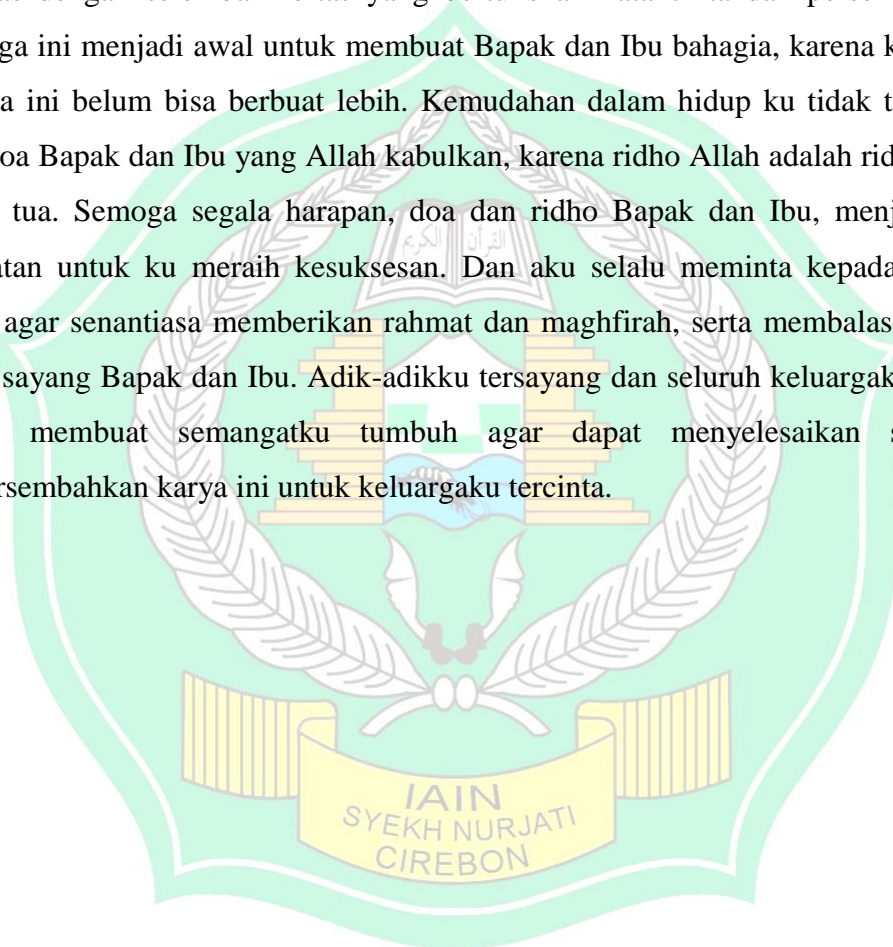 ga ini menjadi awal untuk membuat Bapak dan Ibu bahagia, karena k
a ini belum bisa berbuat lebih. Kemudahan dalam hidup ku tidak t
oa Bapak dan Ibu yang Allah kabulkan, karena ridho Allah adalah rid
tua. Semoga segala harapan, doa dan ridho Bapak dan Ibu, menj
atan untuk ku meraih kesuksesan. Dan aku selalu meminta kepada
agar senantiasa memberikan rahmat dan maghfirah, serta membalas
sayang Bapak dan Ibu. Adik-adikku tersayang dan seluruh keluargak
membuat semangatku tumbuh agar dapat menyelesaikan s
rsembahkan karya ini untuk keluargaku tercinta.
القرآن الكريم
IAIN
SYEKH NURJATI
CIREBON